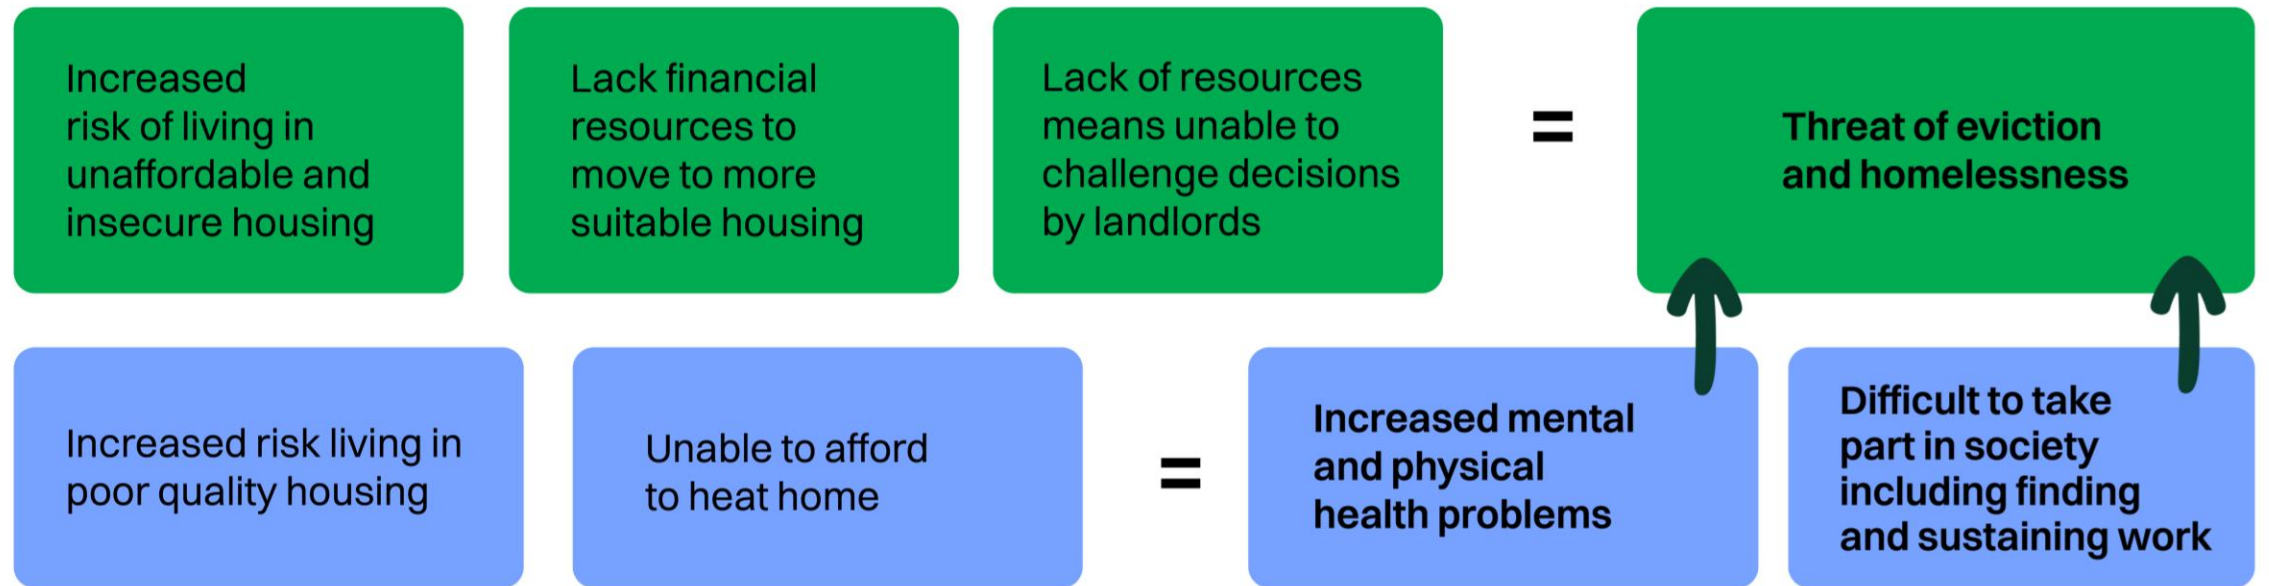 Increased
risk of living in
unaffordable and
insecure housing
Lack financial
resources to
move to more
suitable housing
Lack of resources
means unable to
challenge decisions
by landlords
=
Threat of eviction
and homelessness
Increased risk living in
poor quality housing
Unable to afford
to heat home
=
Increased mental
and physical
health problems
Difficult to take
part in society
including finding
and sustaining work